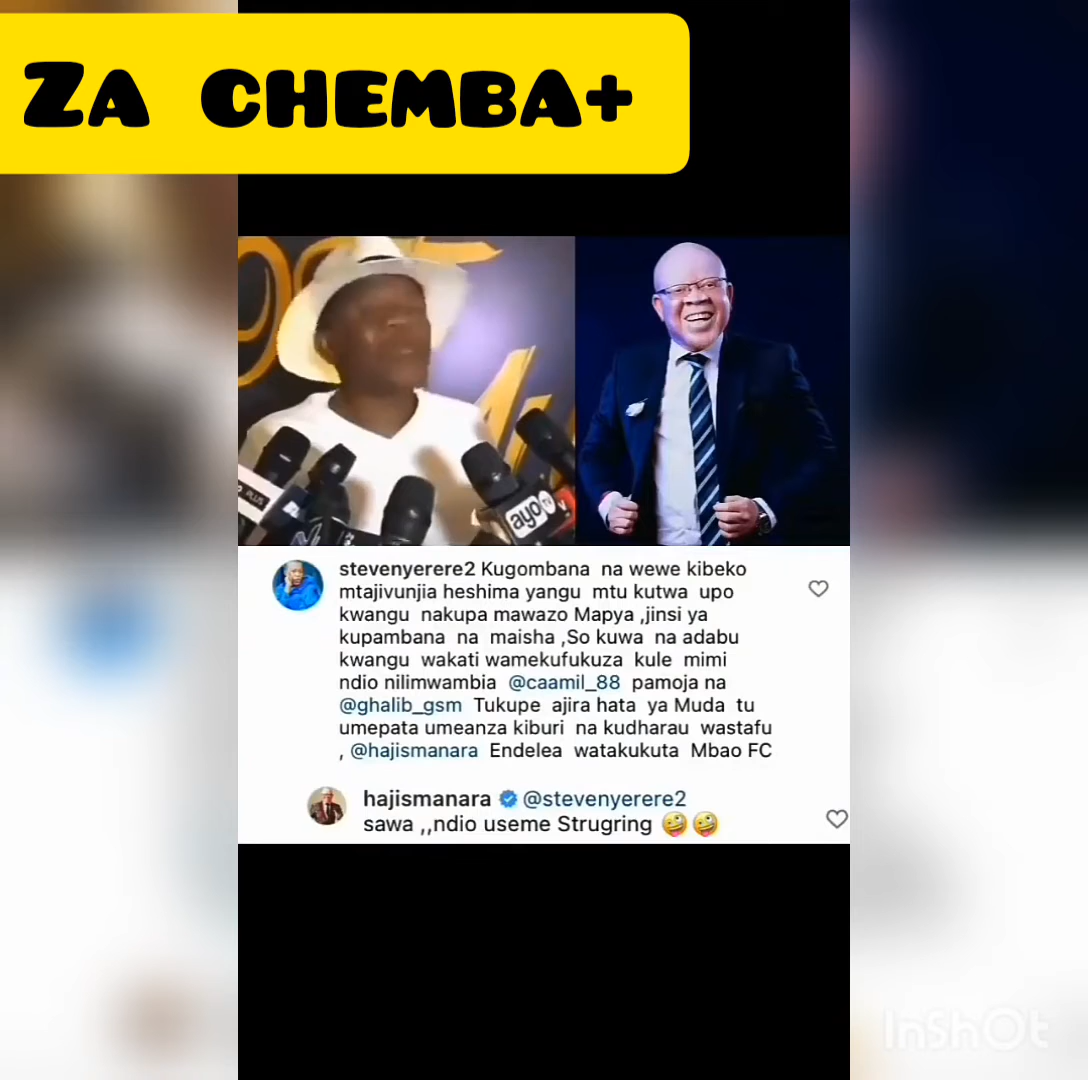 Za chemba+
PLUS
ayo TV
stevenyerere2 Kugombana na wewe kibeko
mtajivunjia heshima yangu mtu kutwa upo
kwangu nakupa mawazo Mapya ,jinsi ya
kupambana na maisha ,So kuwa na adabu
kwangu wakati wamekufukuza kule mimi
ndio nilimwambia @caamil_88 pamoja na
@ghalib_gsm Tukupe ajira hata ya Muda tu
umepata umeanza kiburi na kudharau wastafu
, @hajismanara Endelea watakukuta Mbao FC
hajismanara @stevenyerere2
sawa ,,ndio useme Strugring 🤪🤪
InShOt